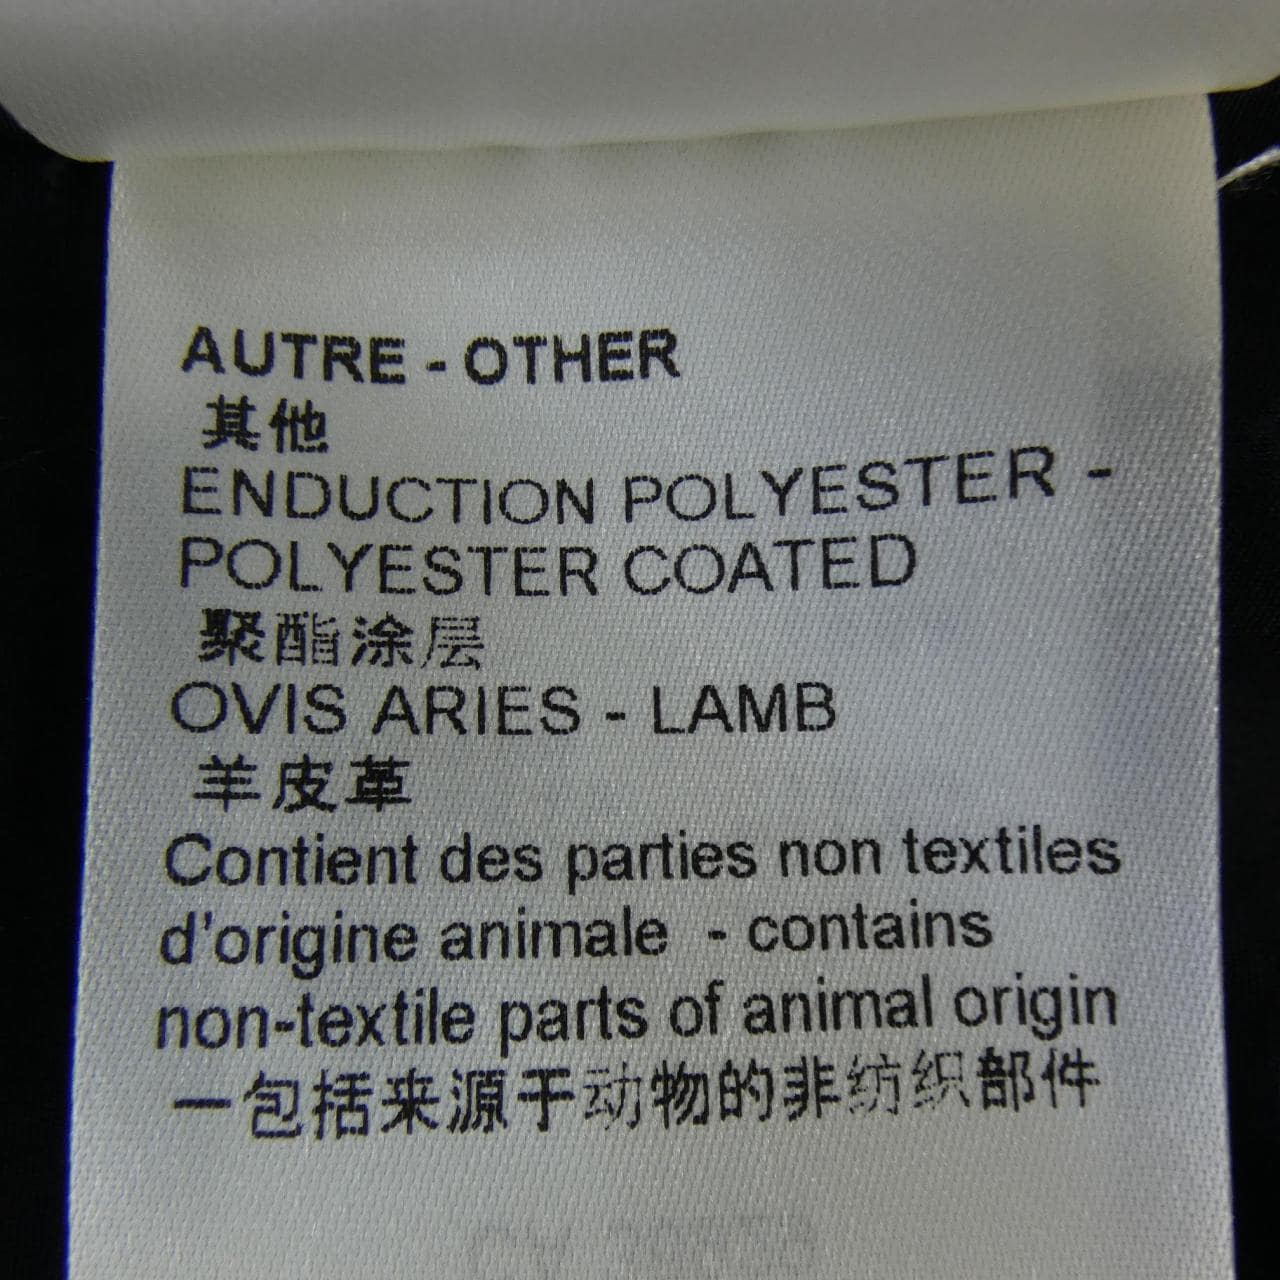 AUTRE - OTHER
其他
ENDUCTION POLYESTER -
POLYESTER COATED
聚酯涂层
OVIS ARIES - LAMB
羊皮革
Contient des parties non textiles
d'origine animale - contains
non-textile parts of animal origin
一包括来源于动物的非纺织部件